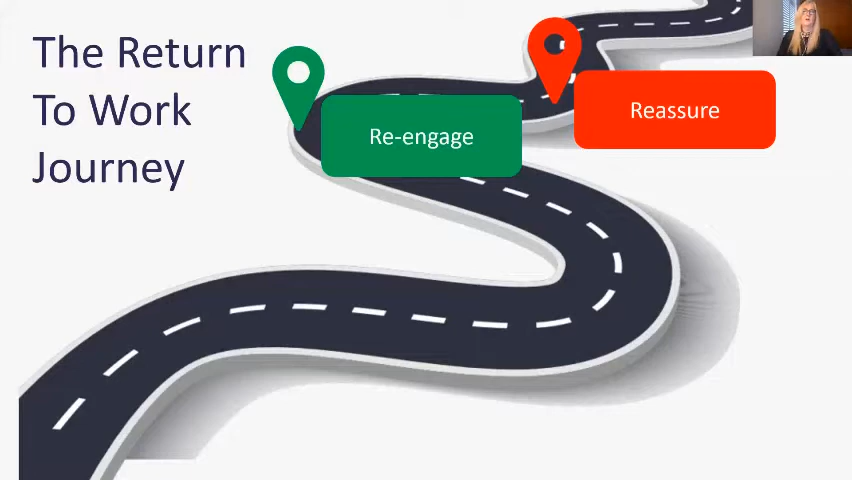 The Return
To Work
Journey
Re-engage
Reassure